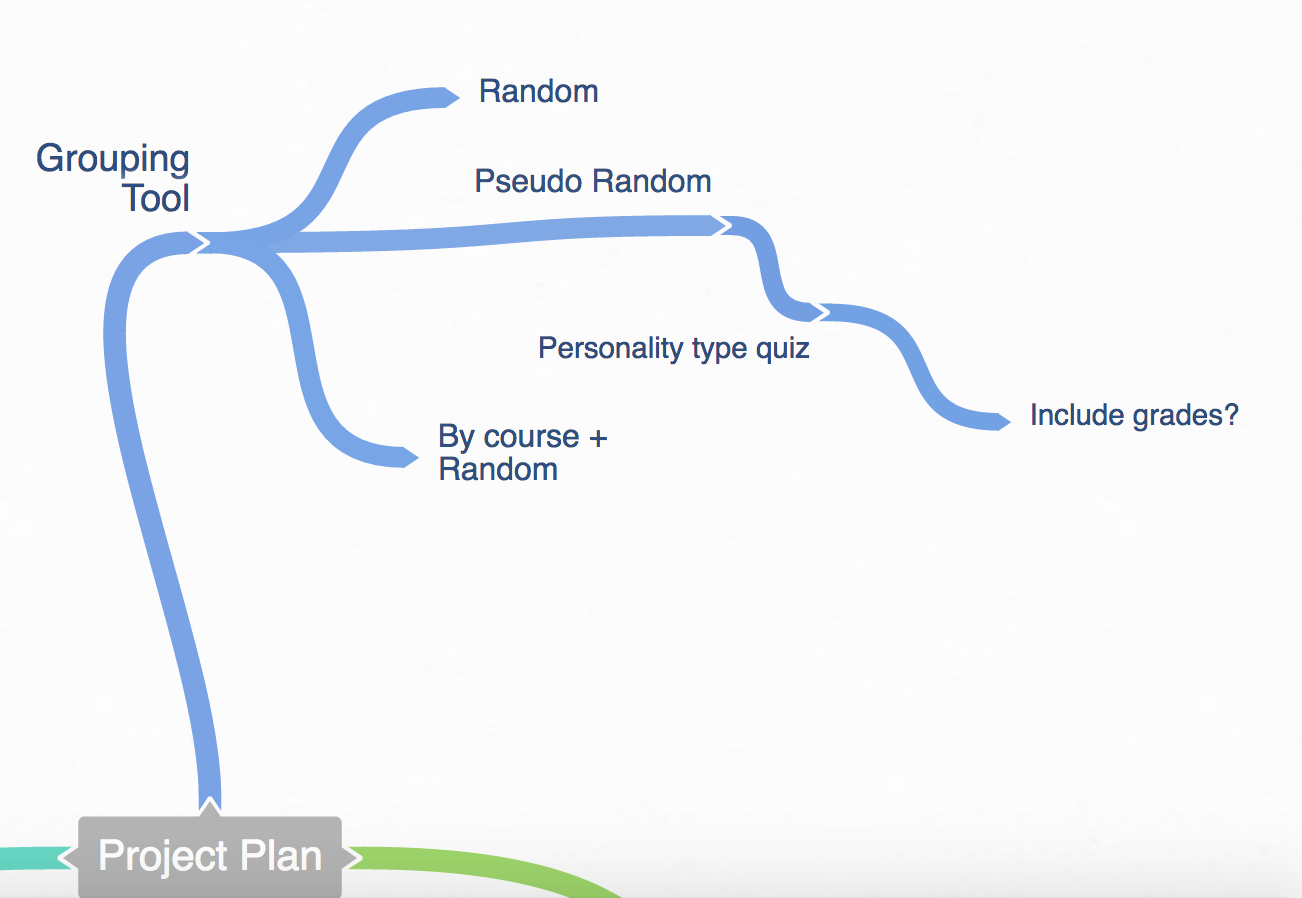 Random
Grouping
Tool
Pseudo Random
Personality type quiz
Include grades?
By course +
Random
Project Plan